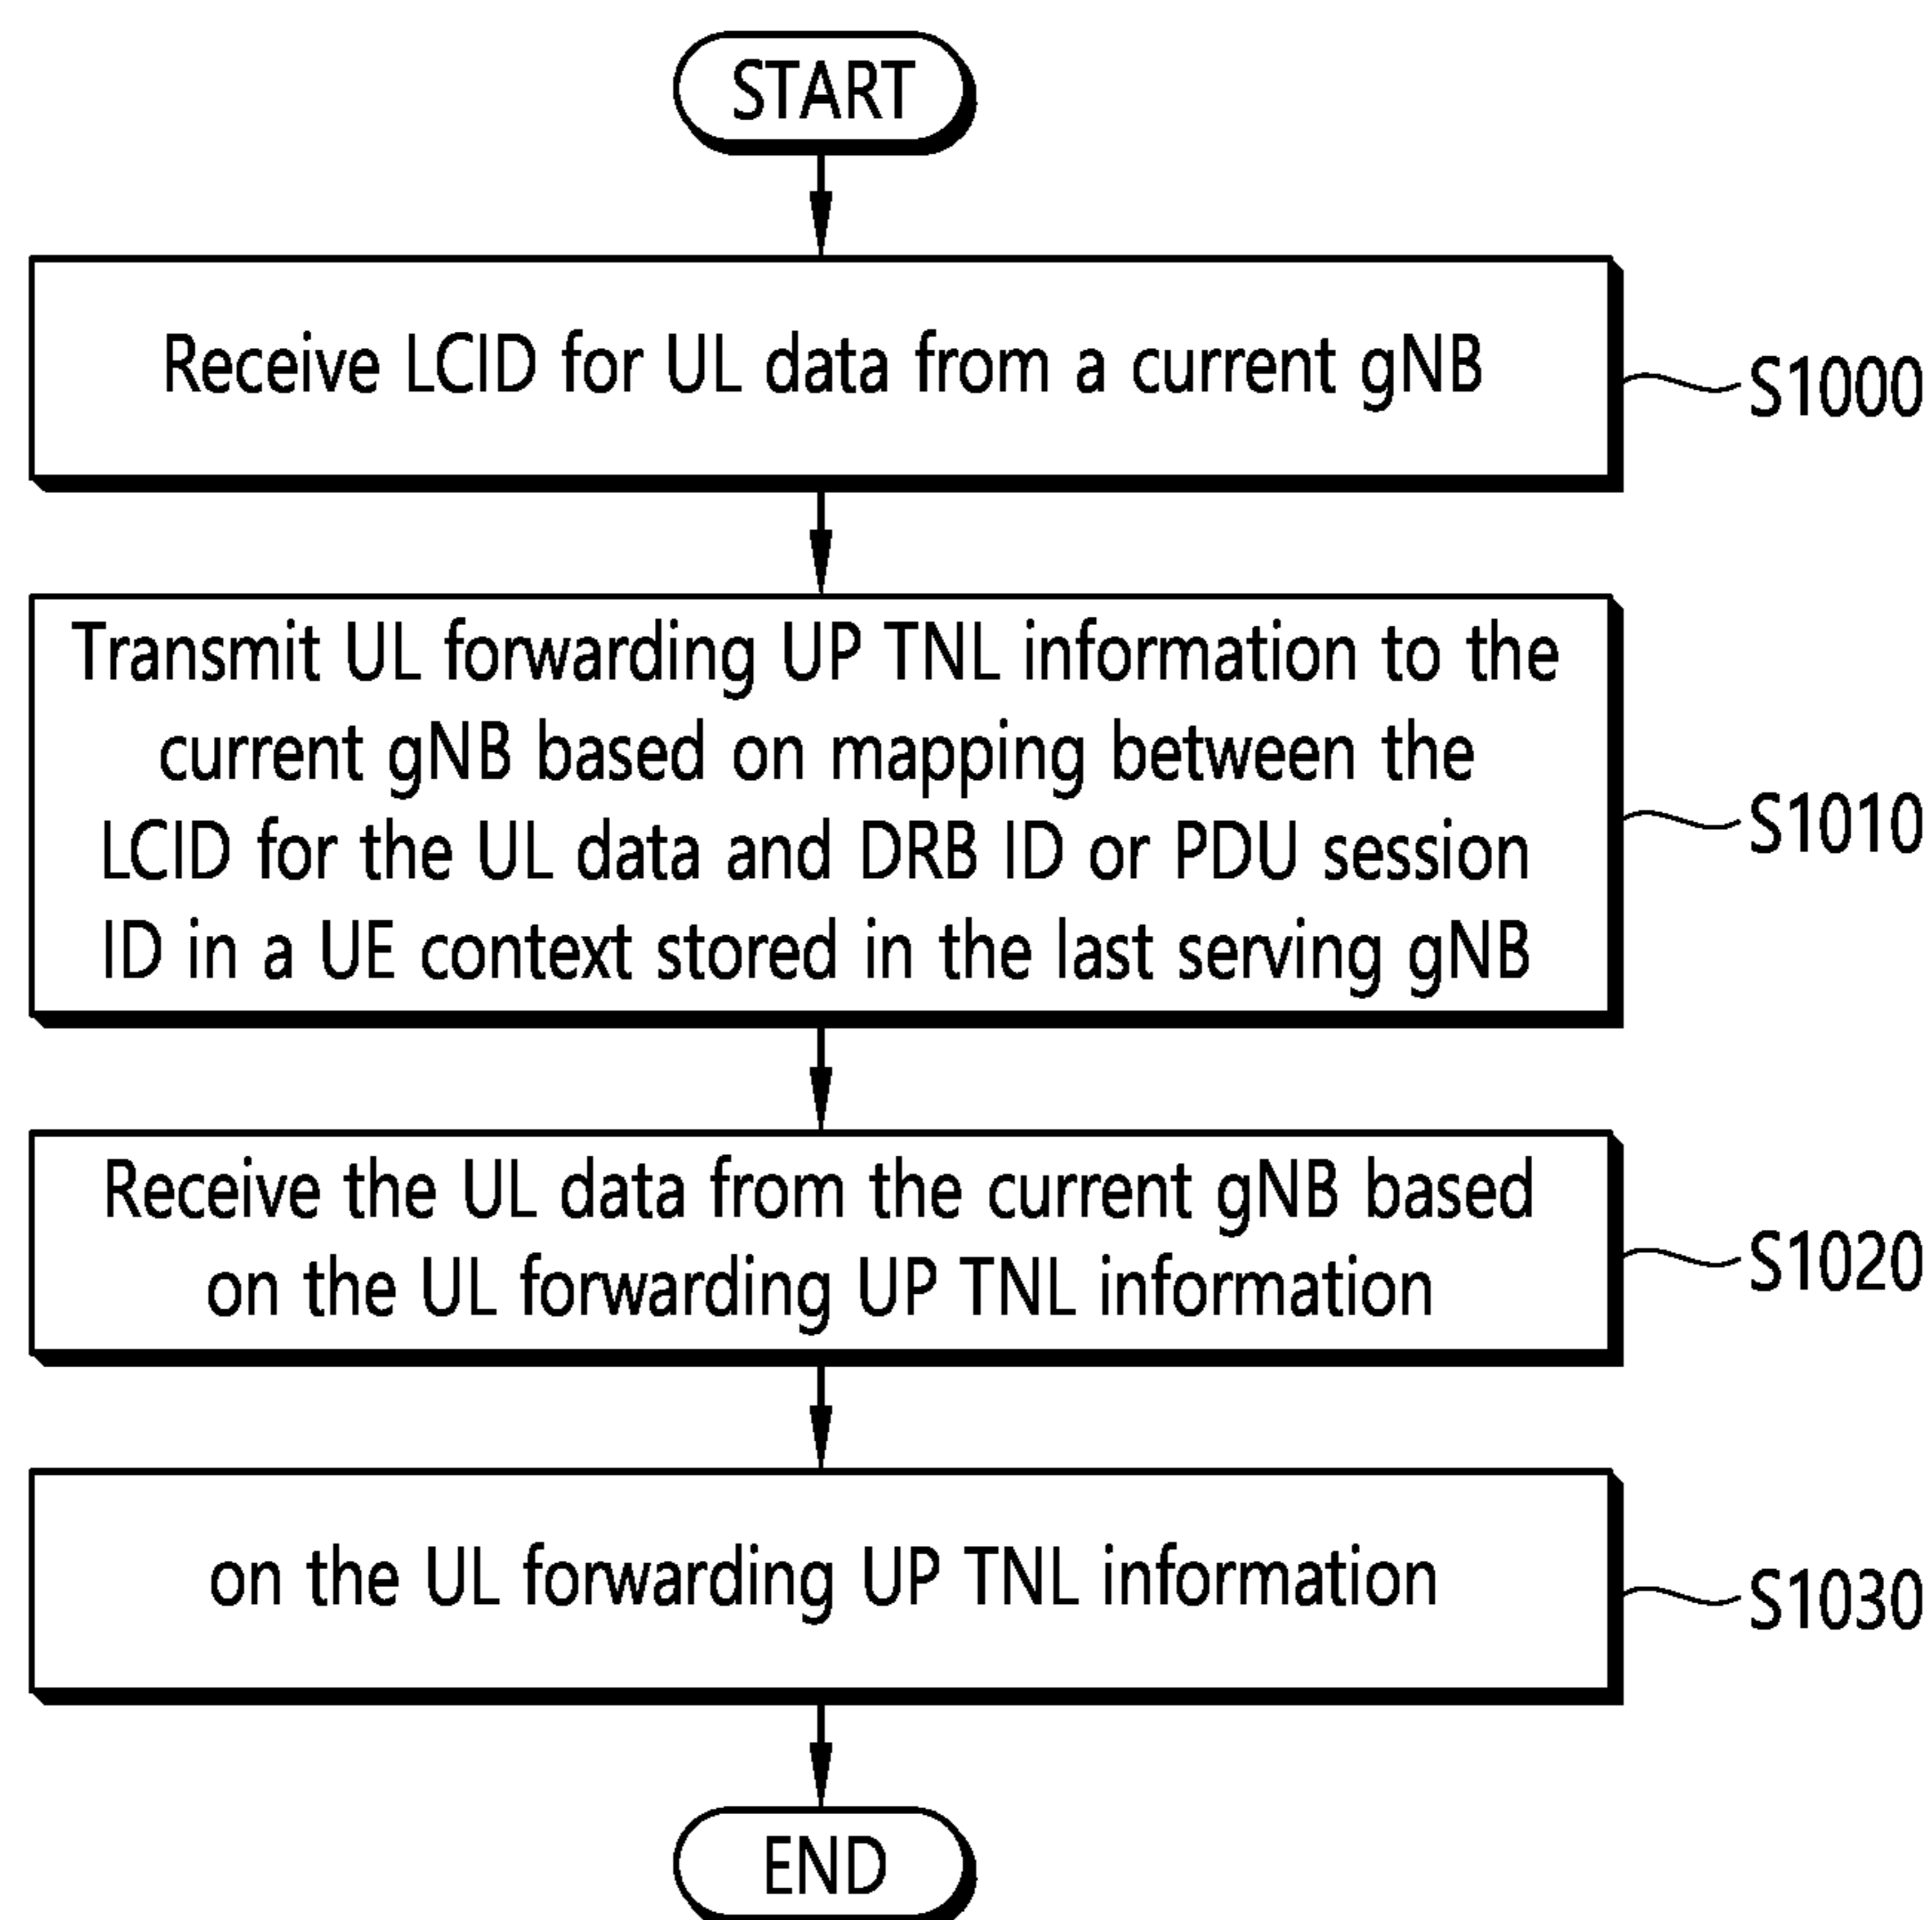 START
Receive LCID for UL data from a current gNB
S1000
Transmit UL forwarding UP TNL information to the
current gNB based on mapping between the
LCID for the UL data and DRB ID or PDU session
ID in a UE context stored in the last serving gNB
S1010
Receive the UL data from the current gNB based
on the UL forwarding UP TNL information
S1020
on the UL forwarding UP TNL information
S1030
END